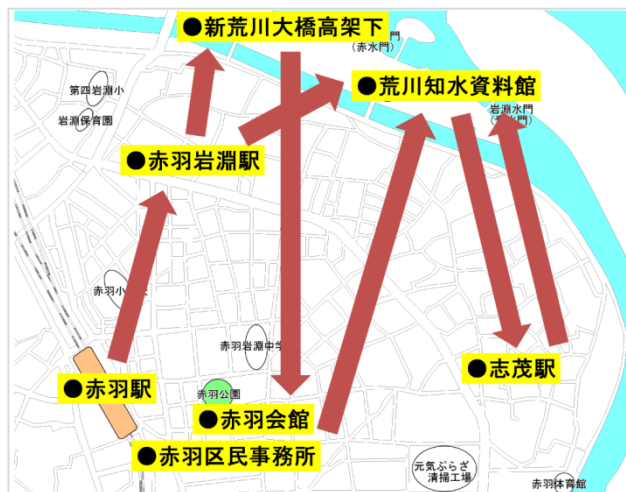 ●新荒川大橋高架下
門
(赤水門)
●荒川知水資料館
第四岩淵小
岩淵水門
岩淵保育園
●赤羽岩淵駅
赤羽小
赤羽岩淵中学
●志茂駅
●赤羽駅
赤羽公園
●赤羽会館
●赤羽区民事務所
元気ぷらざ
清掃工場
赤羽体育館